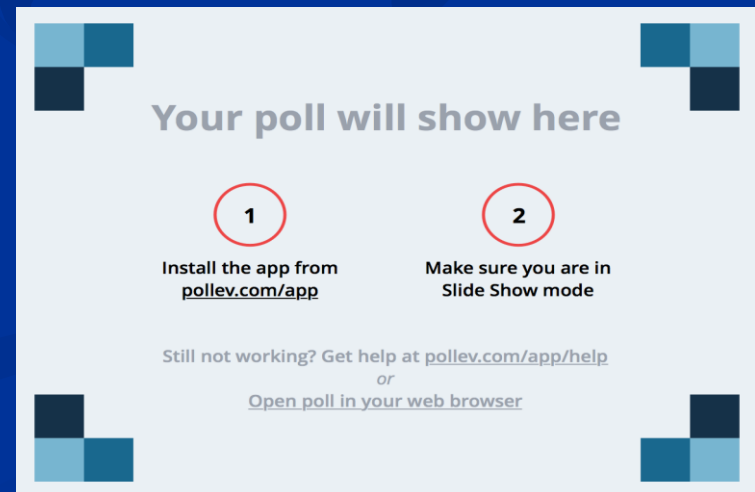 Your poll will show here
1 2
Install the app from Make sure you are in
pollev.com/app Slide Show mode
Still not working? Get help at pollev.com/app/help
or
Open poll in your web browser